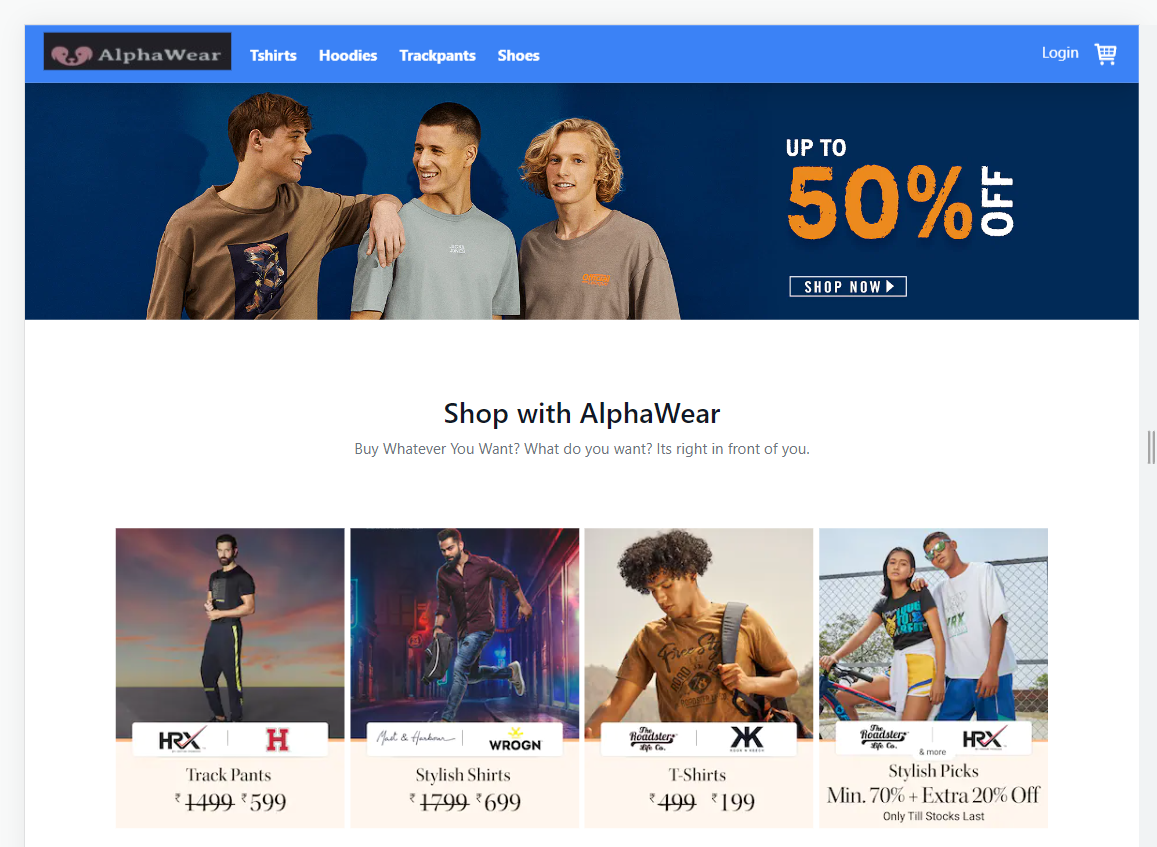 AlphaWear Tshirts Hoodies Trackpants Shoes Login
UP TO
50% OFF
SHOP NOW
Shop with AlphaWear
Buy Whatever You Want? What do you want? Its right in front of you.
HRX H
Mast & Harbour WROGN
The Roadster Life Co.
The Roadster Life Co. & more HRX
Track Pants
₹1499 ₹599
Stylish Shirts
₹1799 ₹699
T-Shirts
₹499 ₹199
Stylish Picks
Min. 70% + Extra 20% Off
Only Till Stocks Last